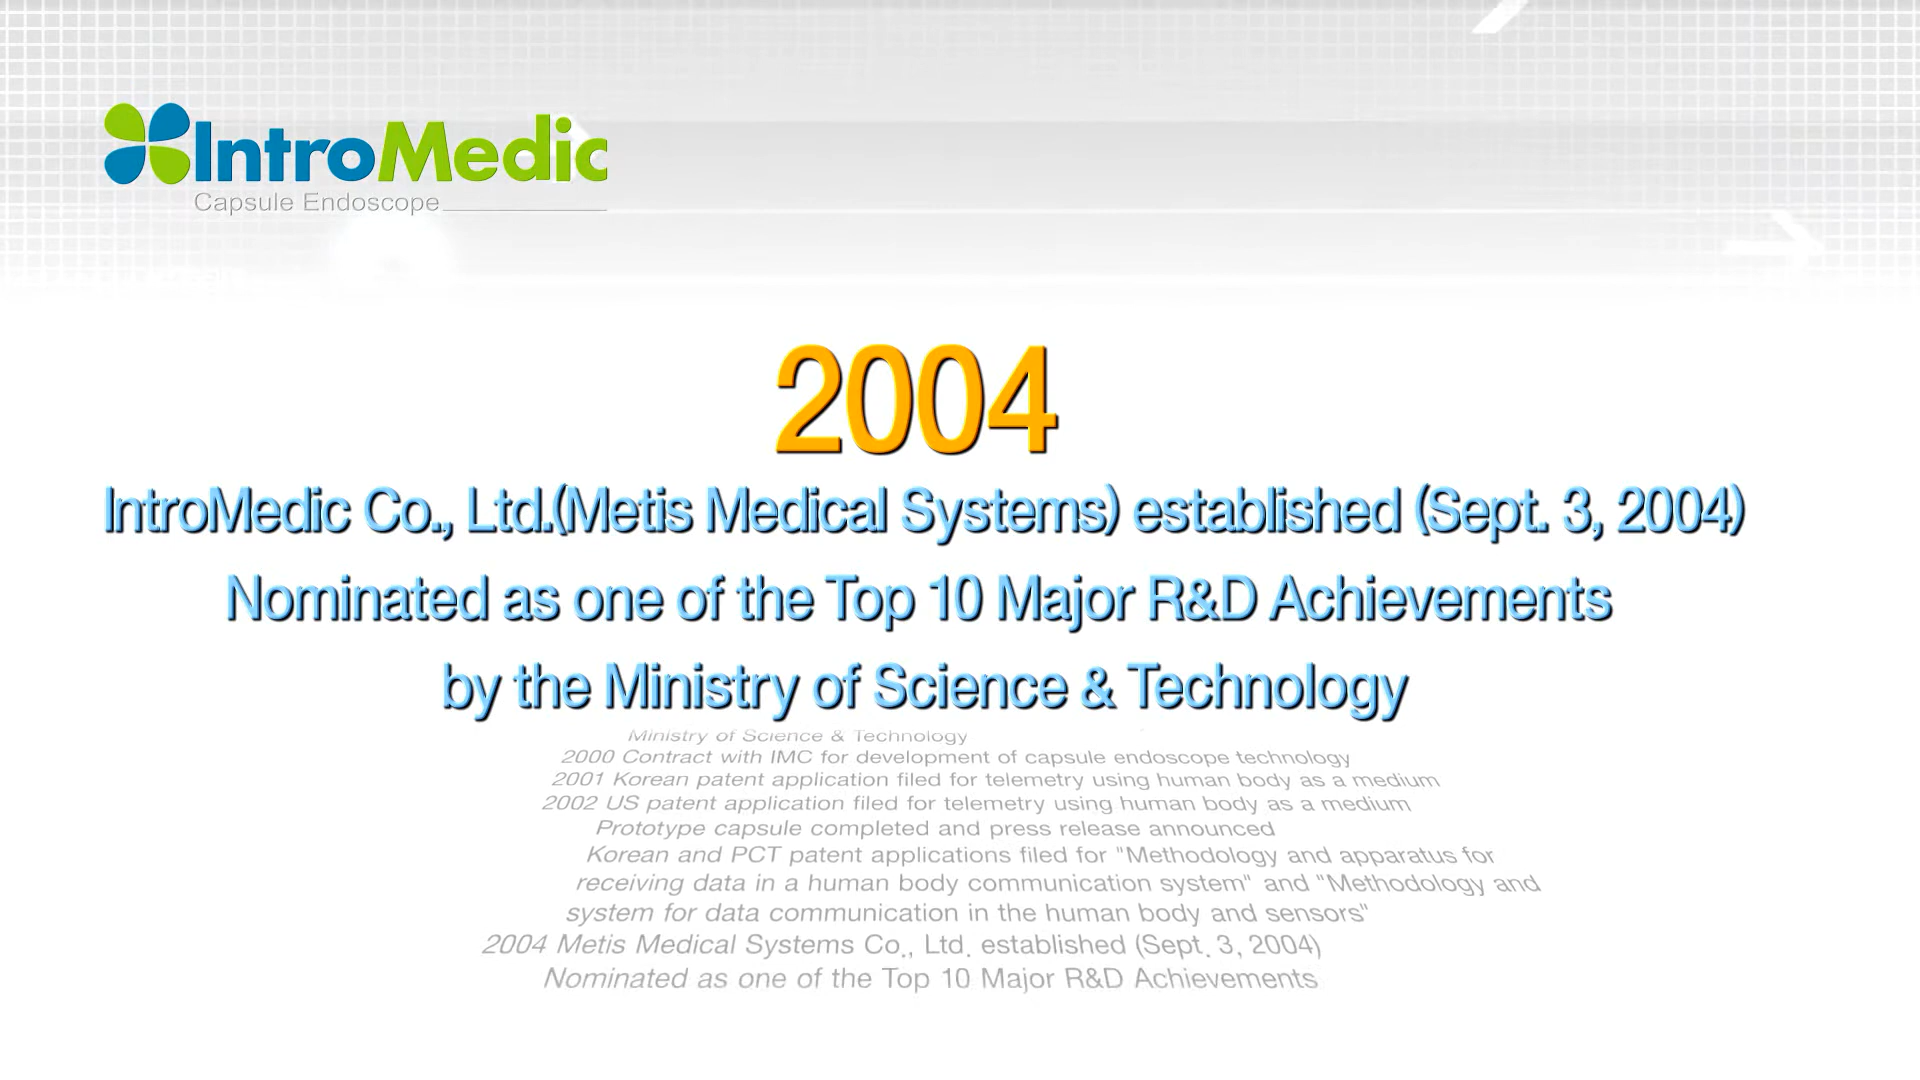 IntroMedic
Capsule Endoscope
2004
IntroMedic Co., Ltd.(Metis Medical Systems) established (Sept. 3, 2004)
Nominated as one of the Top 10 Major R&D Achievements
by the Ministry of Science & Technology
Ministry of Science & Technology
2000 Contract with IMC for development of capsule endoscope technology
2001 Korean patent application filed for telemetry using human body as a medium
2002 US patent application filed for telemetry using human body as a medium
Prototype capsule completed and press release announced
Korean and PCT patent applications filed for "Methodology and apparatus for
receiving data in a human body communication system" and "Methodology and
system for data communication in the human body and sensors"
2004 Metis Medical Systems Co., Ltd. established (Sept. 3, 2004)
Nominated as one of the Top 10 Major R&D Achievements